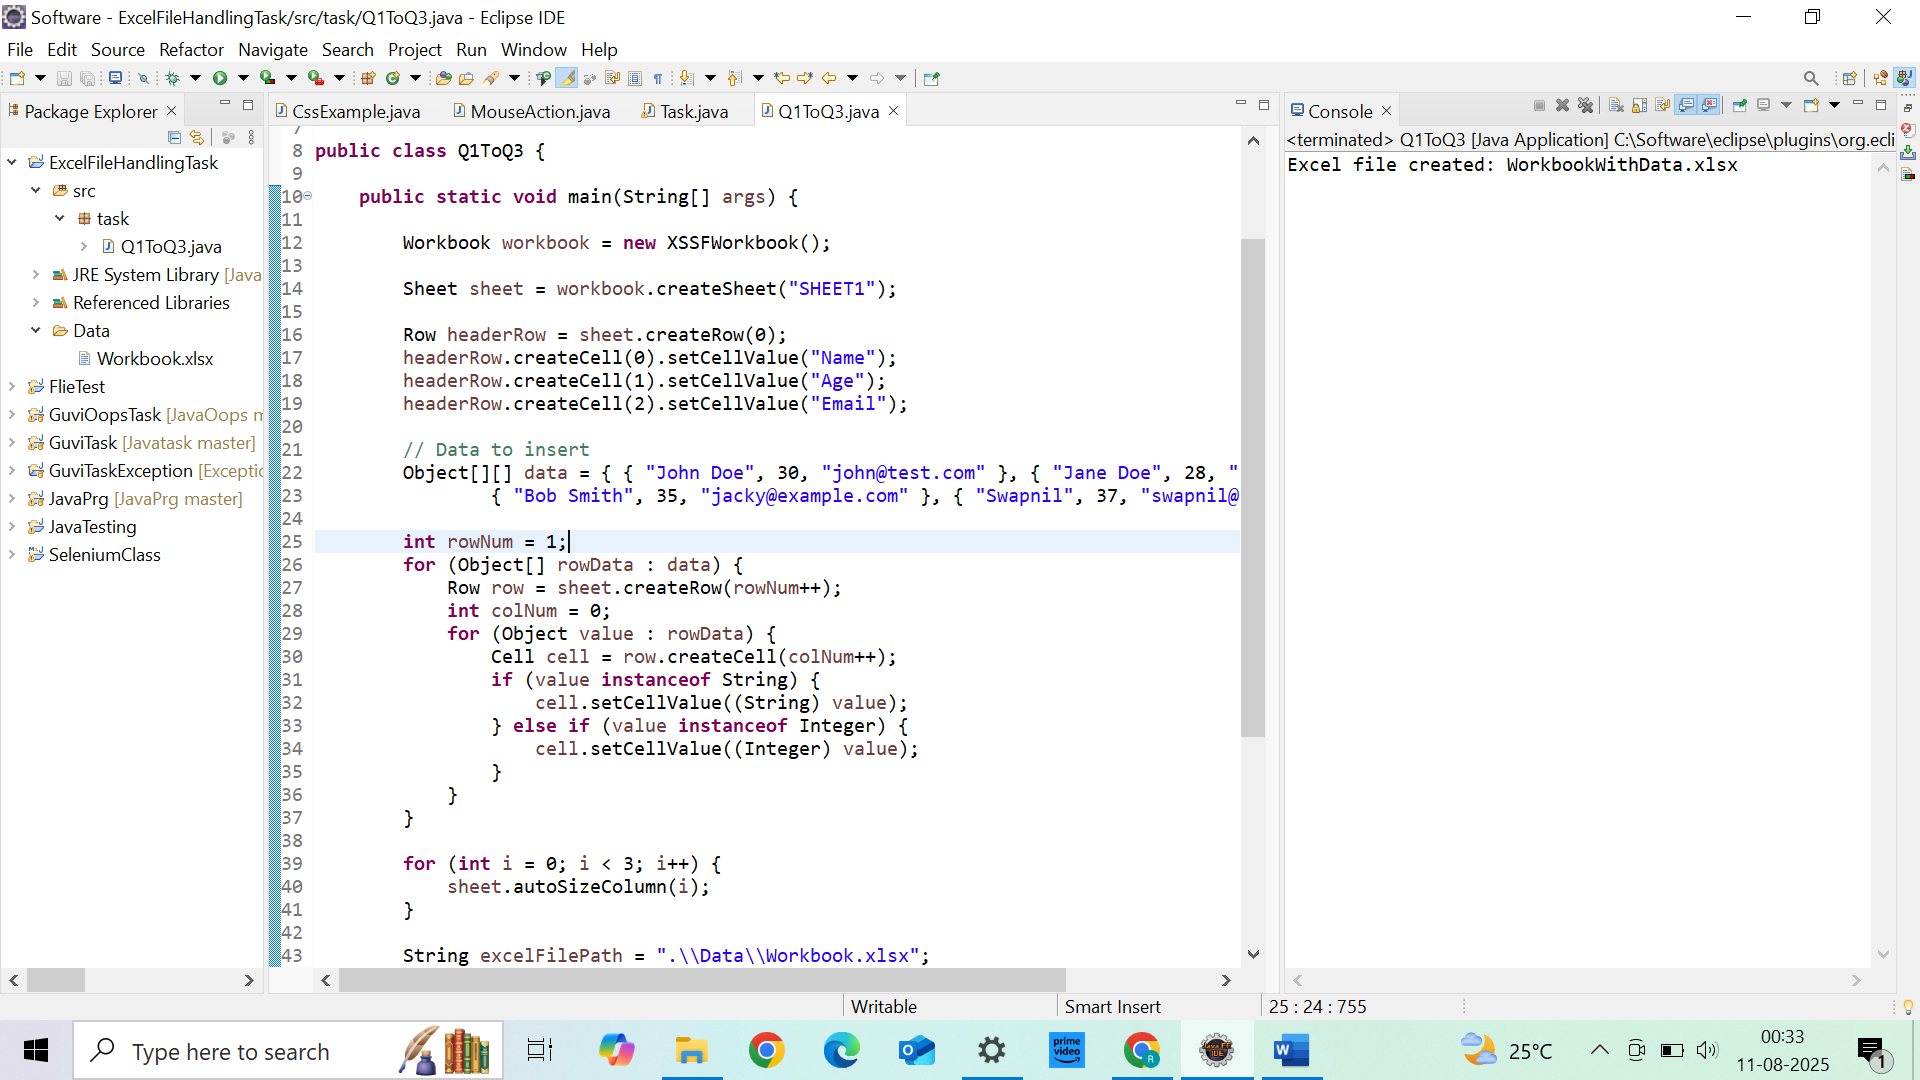 Software - ExcelFileHandlingTask/src/task/Q1ToQ3.java - Eclipse IDE
File Edit Source Refactor Navigate Search Project Run Window Help
Package Explorer
ExcelFileHandlingTask
src
task
Q1ToQ3.java
JRE System Library [Java
Referenced Libraries
Data
Workbook.xlsx
FlieTest
GuviOopsTask [JavaOops m
GuviTask [Javatask master]
GuviTaskException [Exceptio
JavaPrg [JavaPrg master]
JavaTesting
SeleniumClass
CssExample.java MouseAction.java Task.java Q1ToQ3.java
7
8 public class Q1ToQ3 {
9
10 public static void main(String[] args) {
11
12 Workbook workbook = new XSSFWorkbook();
13
14 Sheet sheet = workbook.createSheet("SHEET1");
15
16 Row headerRow = sheet.createRow(0);
17 headerRow.createCell(0).setCellValue("Name");
18 headerRow.createCell(1).setCellValue("Age");
19 headerRow.createCell(2).setCellValue("Email");
20
21 // Data to insert
22 Object[][] data = { { "John Doe", 30, "john@test.com" }, { "Jane Doe", 28, "
23 { "Bob Smith", 35, "jacky@example.com" }, { "Swapnil", 37, "swapnil@
24
25 int rowNum = 1;
26 for (Object[] rowData : data) {
27 Row row = sheet.createRow(rowNum++);
28 int colNum = 0;
29 for (Object value : rowData) {
30 Cell cell = row.createCell(colNum++);
31 if (value instanceof String) {
32 cell.setCellValue((String) value);
33 } else if (value instanceof Integer) {
34 cell.setCellValue((Integer) value);
35 }
36 }
37 }
38
39 for (int i = 0; i < 3; i++) {
40 sheet.autoSizeColumn(i);
41 }
42
43 String excelFilePath = ".\\Data\\Workbook.xlsx";
Console
<terminated> Q1ToQ3 [Java Application] C:\Software\eclipse\plugins\org.ecli
Excel file created: WorkbookWithData.xlsx
Writable Smart Insert 25 : 24 : 755
Type here to search
prime video
25°C
00:33
11-08-2025
1